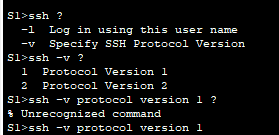 S1>ssh ?
-l Log in using this user name
-v Specify SSH Protocol Version
S1>ssh -v ?
1 Protocol Version 1
2 Protocol Version 2
S1>ssh -v protocol version 1 ?
% Unrecognized command
S1>ssh -v protocol version 1